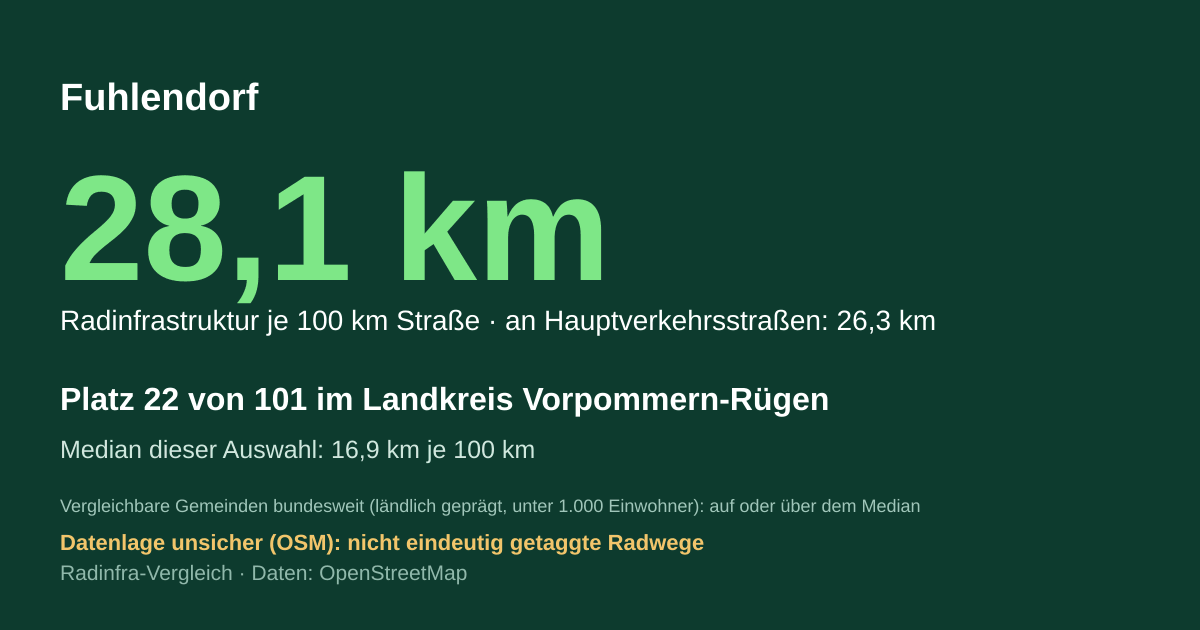 Fuhlendorf
28,1 km
Radinfrastruktur je 100 km Straße · an Hauptverkehrsstraßen: 26,3 km
Platz 22 von 101 im Landkreis Vorpommern-Rügen
Median dieser Auswahl: 16,9 km je 100 km
Vergleichbare Gemeinden bundesweit (ländlich geprägt, unter 1.000 Einwohner): auf oder über dem Median
Datenlage unsicher (OSM): nicht eindeutig getaggte Radwege
Radinfra-Vergleich · Daten: OpenStreetMap